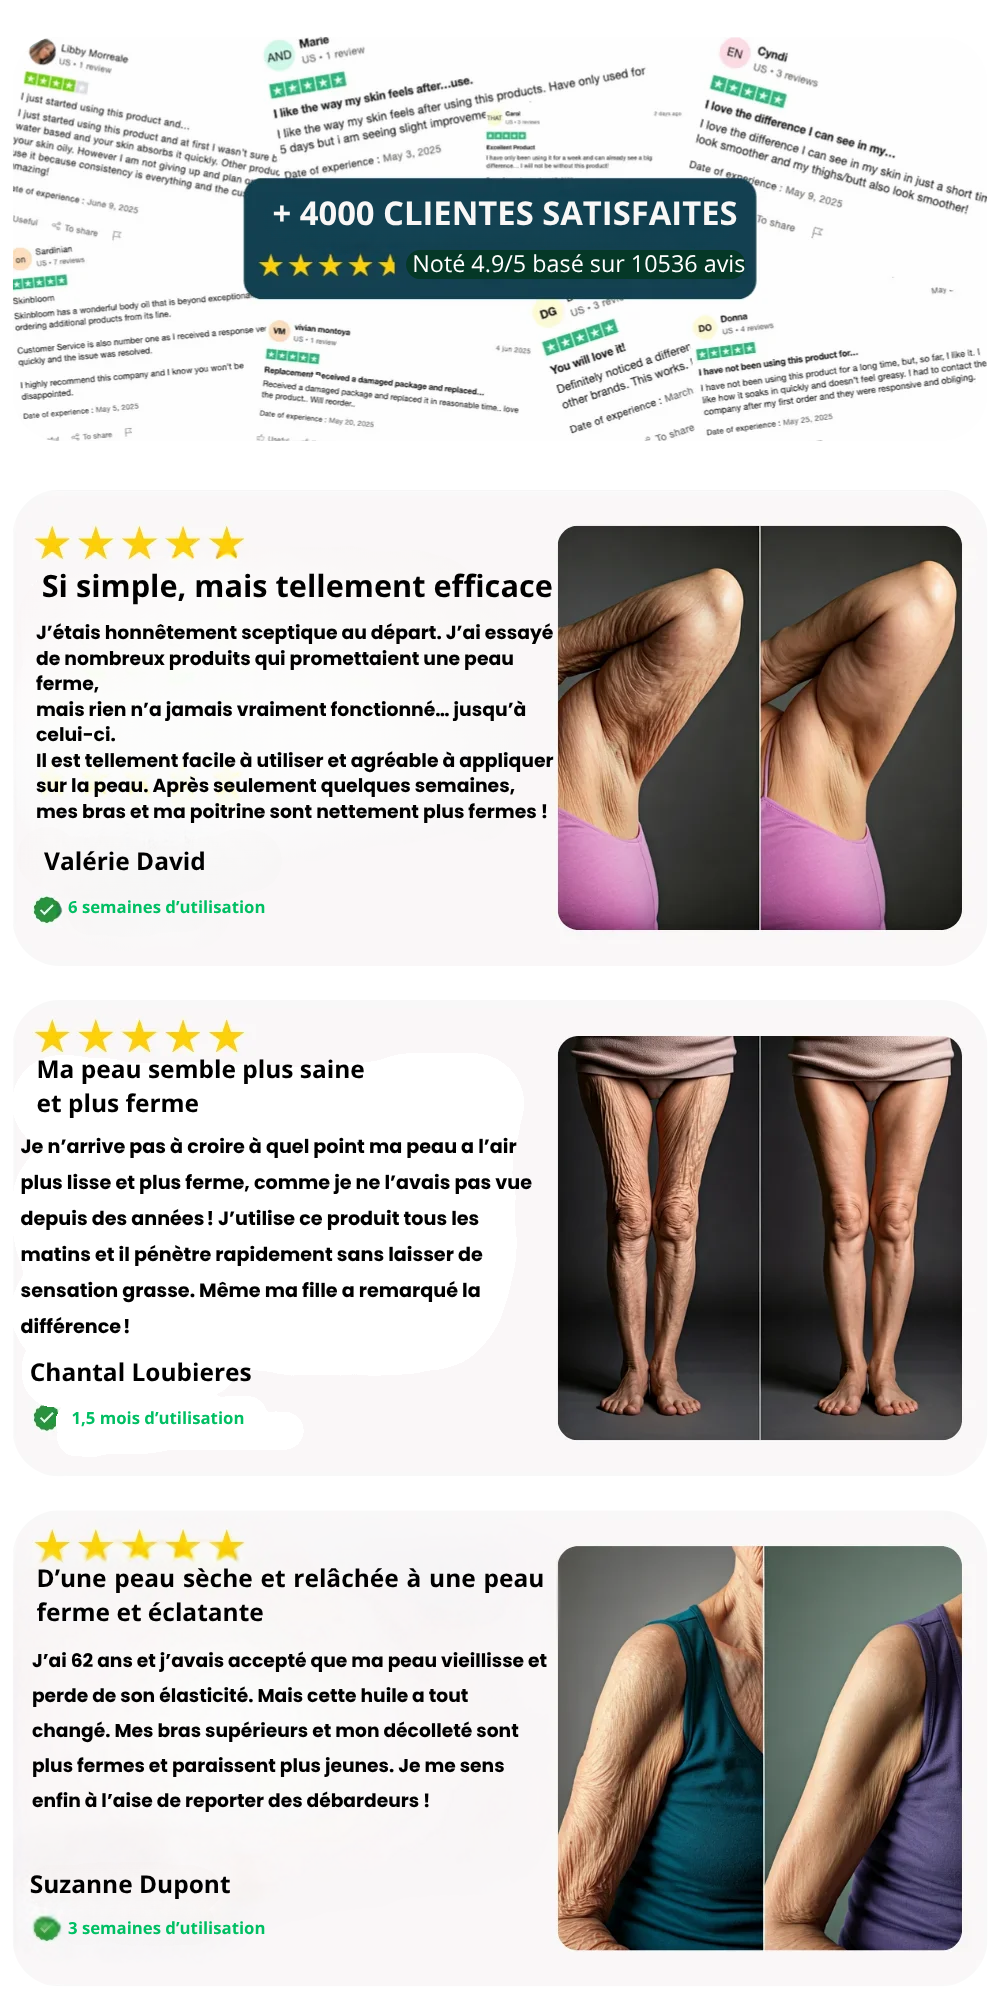 Libby Morreale
US • 1 review
I just started using this product and...
I just started using this product and at first I wasn't sure b
water based and your skin absorbs it quickly. Other produc
your skin oily. However I am not giving up and plan o
use it because consistency is everything and the cus
mazing!
ate of experience : June 9, 2025
Useful To share
AND
Marie
US • 1 review
I like the way my skin feels after...use.
I like the way my skin feels after using this products. Have only used for
5 days but i am seeing slight improveme
Date of experience : May 3, 2025
THAT
Carol
US • 3 reviews
2 days ago
Excellent Product
I have only been using it for a week and can already see a big
difference... I will not be without this product!
EN
Cyndi
US • 3 reviews
I love the difference I can see in my...
I love the difference I can see in my skin in just a short tim
look smoother and my thighs/butt also look smoother!
Date of experience : May 9, 2025
To share
+ 4000 CLIENTES SATISFAITES
Noté 4.9/5 basé sur 10536 avis
on
Sardinian
US • 7 reviews
Skinbloom
Skinbloom has a wonderful body oil that is beyond exceptiona
ordering additional products from its line.
Customer Service is also number one as I received a response ve
quickly and the issue was resolved.
I highly recommend this company and I know you won't be
disappointed.
Date of experience : May 5, 2025
To share
VM
vivian montoya
US • 1 review
4 jun 2025
Replacement Received a damaged package and replaced...
Received a damaged package and replaced it in reasonable time.. love
the product.. Will reorder..
Date of experience : May 20, 2025
DG
US • 3 revi
You will love it!
Definitely noticed a differer
other brands. This works.
Date of experience : March
To share
May –
DO
Donna
US • 4 reviews
I have not been using this product for...
I have not been using this product for a long time, but, so far, I like it. I
like how it soaks in quickly and doesn't feel greasy. I had to contact the
company after my first order and they were responsive and obliging.
Date of experience : May 25, 2025
Si simple, mais tellement efficace
J’étais honnêtement sceptique au départ. J’ai essayé
de nombreux produits qui promettaient une peau
ferme,
mais rien n’a jamais vraiment fonctionné… jusqu’à
celui-ci.
Il est tellement facile à utiliser et agréable à appliquer
sur la peau. Après seulement quelques semaines,
mes bras et ma poitrine sont nettement plus fermes !
Valérie David
6 semaines d’utilisation
Ma peau semble plus saine
et plus ferme
Je n’arrive pas à croire à quel point ma peau a l’air
plus lisse et plus ferme, comme je ne l’avais pas vue
depuis des années ! J’utilise ce produit tous les
matins et il pénètre rapidement sans laisser de
sensation grasse. Même ma fille a remarqué la
différence !
Chantal Loubieres
1,5 mois d’utilisation
D’une peau sèche et relâchée à une peau
ferme et éclatante
J’ai 62 ans et j’avais accepté que ma peau vieillisse et
perde de son élasticité. Mais cette huile a tout
changé. Mes bras supérieurs et mon décolleté sont
plus fermes et paraissent plus jeunes. Je me sens
enfin à l’aise de reporter des débardeurs !
Suzanne Dupont
3 semaines d’utilisation